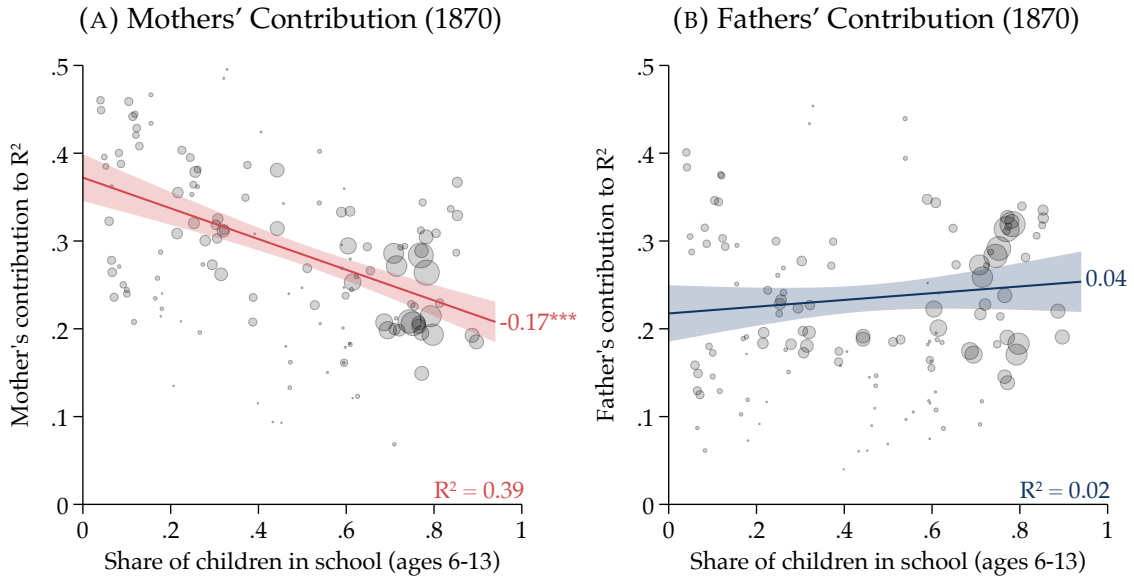 (A) Mothers’ Contribution (1870)
Mother's contribution to R²
.5
.4
.3
.2
.1
0
-0.17***
R² = 0.39
0 .2 .4 .6 .8 1
Share of children in school (ages 6-13)
(B) Fathers’ Contribution (1870)
Father's contribution to R²
.5
.4
.3
.2
.1
0
0.04
R² = 0.02
0 .2 .4 .6 .8 1
Share of children in school (ages 6-13)